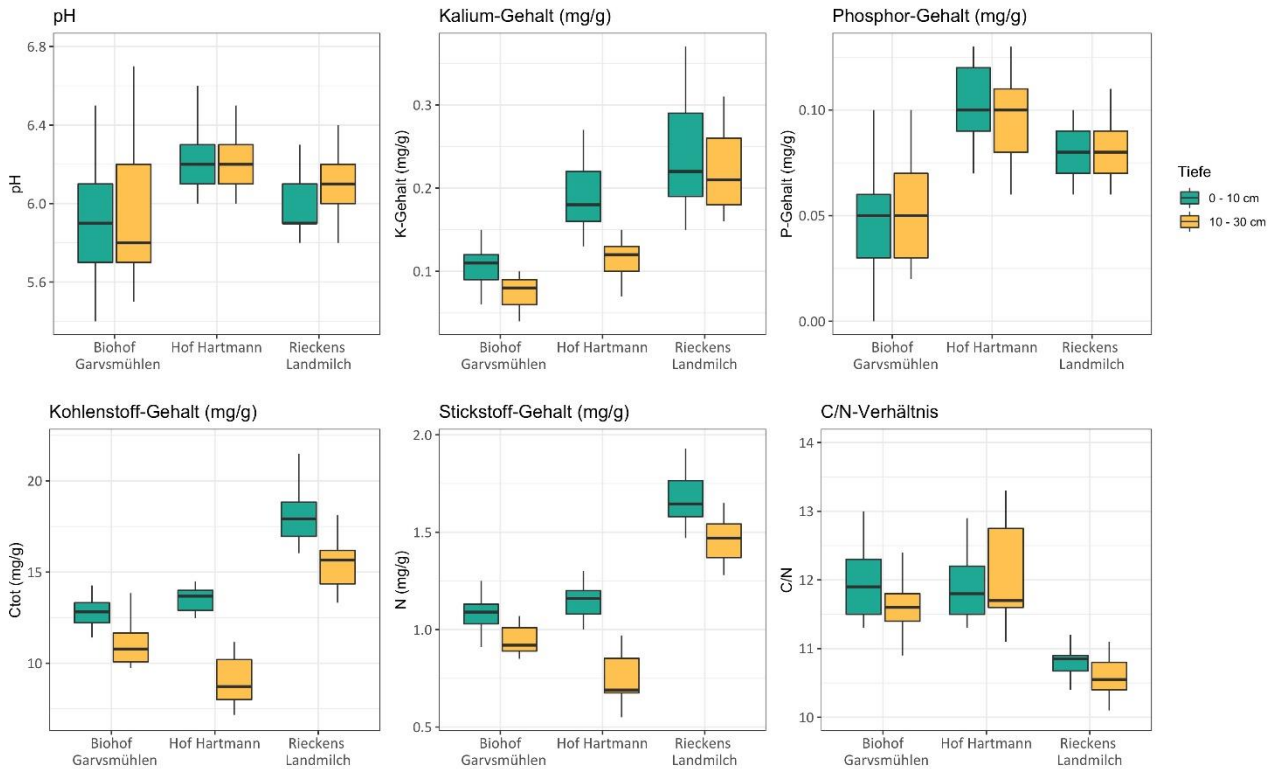 pH
Kalium-Gehalt (mg/g)
Phosphor-Gehalt (mg/g)
6.8
6.4
6.0
5.6
pH
Biohof
Garvsmühlen
Hof Hartmann
Rieckens
Landmilch
0.3
0.2
0.1
K-Gehalt (mg/g)
Biohof
Garvsmühlen
Hof Hartmann
Rieckens
Landmilch
0.10
0.05
0.00
P-Gehalt (mg/g)
Biohof
Garvsmühlen
Hof Hartmann
Rieckens
Landmilch
Tiefe
0 - 10 cm
10 - 30 cm
Kohlenstoff-Gehalt (mg/g)
Stickstoff-Gehalt (mg/g)
C/N-Verhältnis
20
15
10
Ctot (mg/g)
Biohof
Garvsmühlen
Hof Hartmann
Rieckens
Landmilch
2.0
1.5
1.0
0.5
N (mg/g)
Biohof
Garvsmühlen
Hof Hartmann
Rieckens
Landmilch
14
13
12
11
10
C/N
Biohof
Garvsmühlen
Hof Hartmann
Rieckens
Landmilch